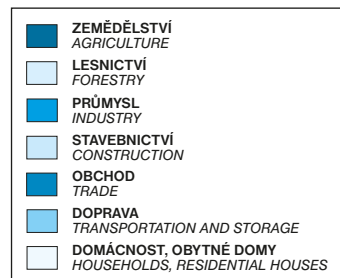 ZEMĚDĚLSTVÍ
AGRICULTURE
LESNICTVÍ
FORESTRY
PRŮMYSL
INDUSTRY
STAVEBNICTVÍ
CONSTRUCTION
OBCHOD
TRADE
DOPRAVA
TRANSPORTATION AND STORAGE
DOMÁCNOST, OBYTNÉ DOMY
HOUSEHOLDS, RESIDENTIAL HOUSES